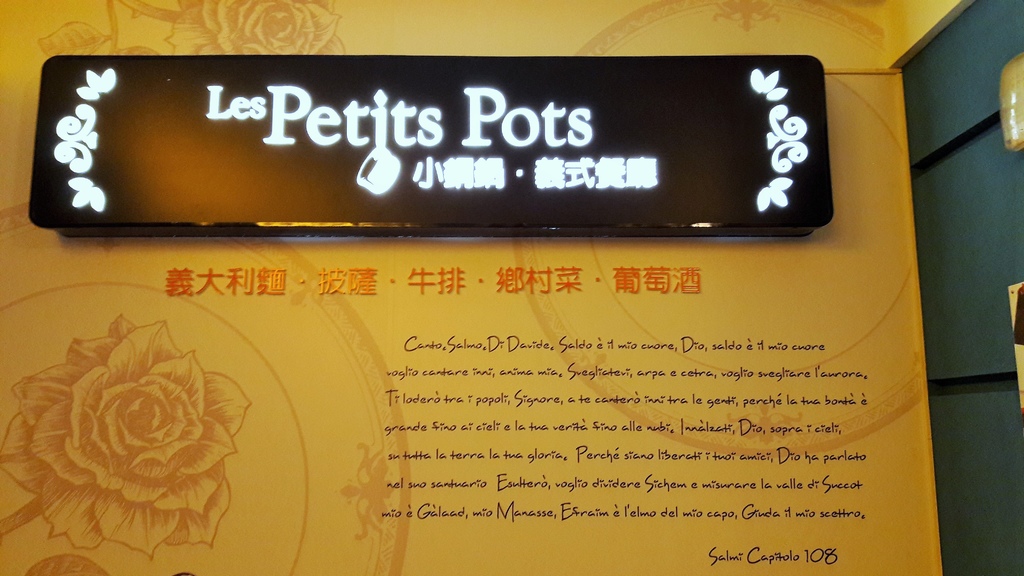 Les Petits Pots
小鍋鍋·義式餐廳
義大利麵·披薩·牛排·鄉村菜·葡萄酒
Canto.Salmo.Di Davide. Saldo è il mio cuore, Dio, saldo è il mio cuore
voglio cantare inni, anima mia. Svegliatevi, arpa e cetra, voglio svegliare l'aurora.
Ti loderò tra i popoli, Signore, a te canterò inni tra le genti, perché la tua bontà è
grande fino ai cieli e la tua verità fino alle nubi. Innàlzati, Dio, sopra i cieli,
su tutta la terra la tua gloria. Perché siano liberati i tuoi amici, Dio ha parlato
nel suo santuario Esulterò, voglio dividere Sichem e misurare la valle di Succot
mio è Gàlaad, mio Manasse, Efraim è l'elmo del mio capo, Giuda il mio scettro.
Salmi Capitolo 108